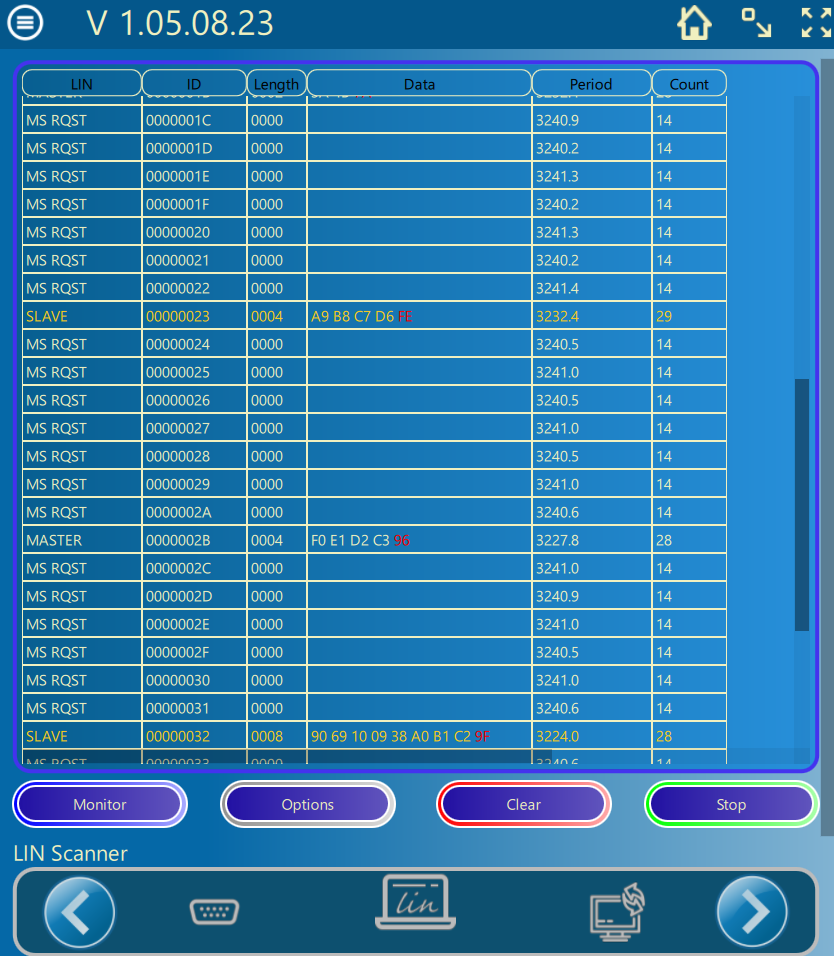 V 1.05.08.23
LIN ID Length Data Period Count
MS RQST 0000001C 0000 3240.9 14
MS RQST 0000001D 0000 3240.2 14
MS RQST 0000001E 0000 3241.3 14
MS RQST 0000001F 0000 3240.2 14
MS RQST 00000020 0000 3241.3 14
MS RQST 00000021 0000 3240.2 14
MS RQST 00000022 0000 3241.4 14
SLAVE 00000023 0004 A9 B8 C7 D6 FE 3232.4 29
MS RQST 00000024 0000 3240.5 14
MS RQST 00000025 0000 3241.0 14
MS RQST 00000026 0000 3240.5 14
MS RQST 00000027 0000 3241.0 14
MS RQST 00000028 0000 3240.5 14
MS RQST 00000029 0000 3241.0 14
MS RQST 0000002A 0000 3240.6 14
MASTER 0000002B 0004 F0 E1 D2 C3 96 3227.8 28
MS RQST 0000002C 0000 3241.0 14
MS RQST 0000002D 0000 3240.9 14
MS RQST 0000002E 0000 3241.0 14
MS RQST 0000002F 0000 3240.5 14
MS RQST 00000030 0000 3241.0 14
MS RQST 00000031 0000 3240.6 14
SLAVE 00000032 0008 90 69 10 09 38 A0 B1 C2 9F 3224.0 28
MS RQST 00000033 0000 3240.6 14
Monitor Options Clear Stop
LIN Scanner
lin